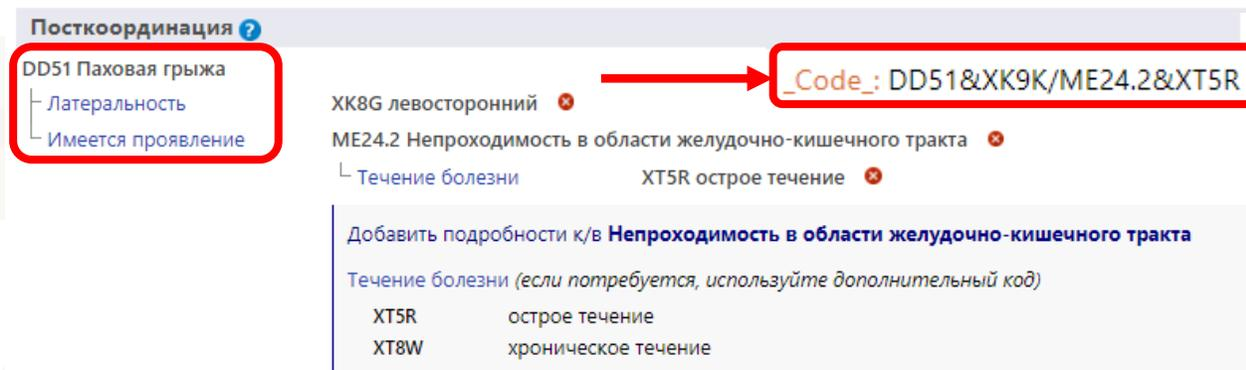 Посткоординация ?
DD51 Паховая грыжа
_Code_: DD51&XK9K/ME24.2&XT5R
Латеральность
XK8G левосторонний
Имеется проявление
ME24.2 Непроходимость в области желудочно-кишечного тракта
Течение болезни
XT5R острое течение
Добавить подробности к/в Непроходимость в области желудочно-кишечного тракта
Течение болезни (если потребуется, используйте дополнительный код)
XT5R острое течение
XT8W хроническое течение